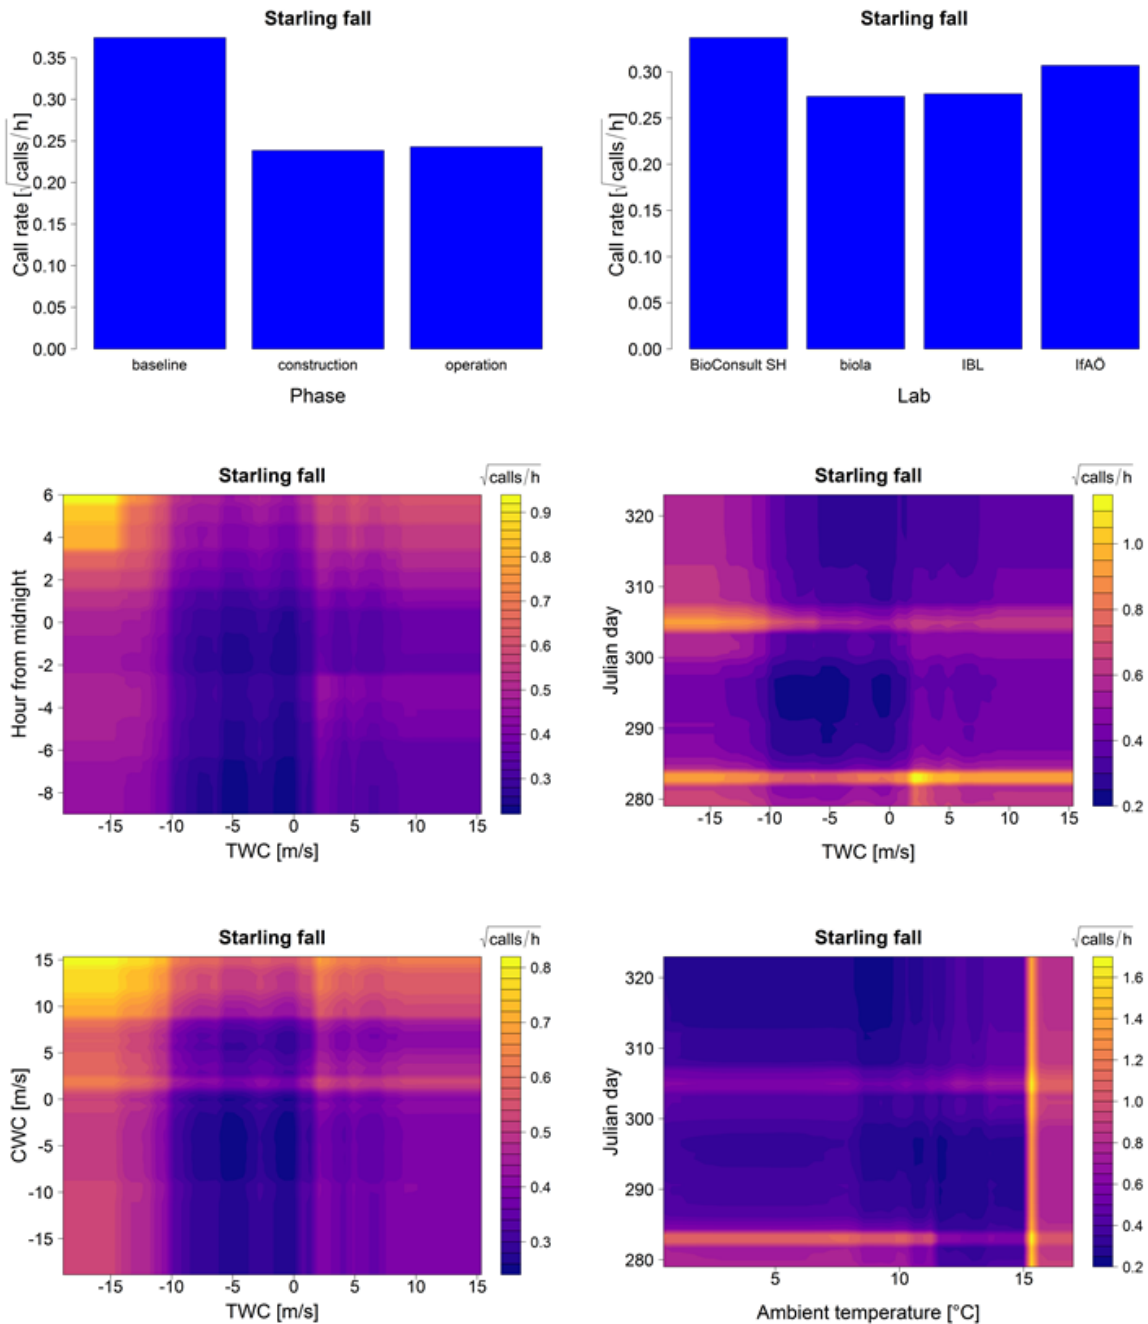 Starling fall
Call rate [√calls/h]
0.35
0.30
0.25
0.20
0.15
0.10
0.05
0.00
baseline construction operation
Phase
Starling fall
Call rate [√calls/h]
0.30
0.25
0.20
0.15
0.10
0.05
0.00
BioConsult SH biola IBL IfAÖ
Lab
Starling fall
√calls/h
Hour from midnight
6
4
2
0
-2
-4
-6
-8
-15 -10 -5 0 5 10 15
TWC [m/s]
0.9
0.8
0.7
0.6
0.5
0.4
0.3
Starling fall
√calls/h
Julian day
320
310
300
290
280
-15 -10 -5 0 5 10 15
TWC [m/s]
1.0
0.8
0.6
0.4
0.2
Starling fall
√calls/h
CWC [m/s]
15
10
5
0
-5
-10
-15
-15 -10 -5 0 5 10 15
TWC [m/s]
0.8
0.7
0.6
0.5
0.4
0.3
Starling fall
√calls/h
Julian day
320
310
300
290
280
5 10 15
Ambient temperature [°C]
1.6
1.4
1.2
1.0
0.8
0.6
0.4
0.2